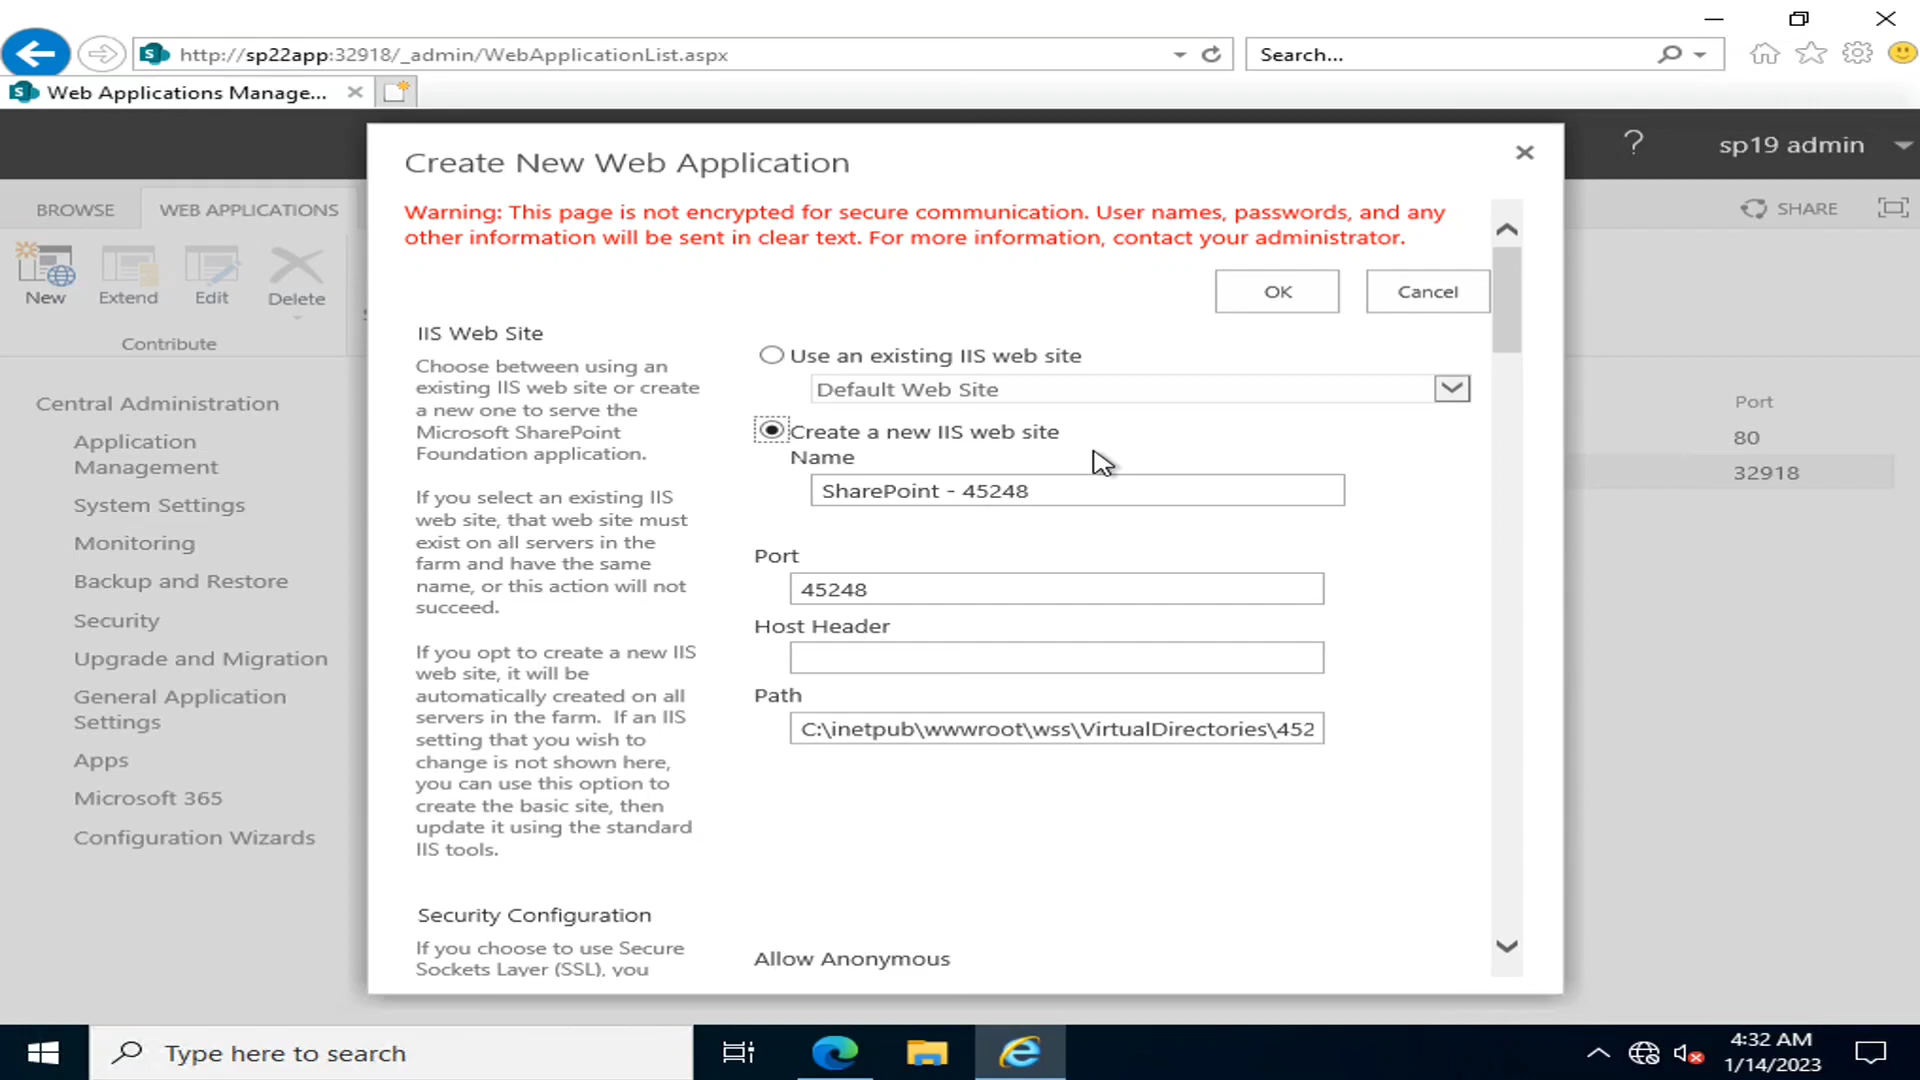 http://sp22app:32918/_admin/WebApplicationList.aspx
Search...
Web Applications Manage...
sp19 admin
BROWSE
WEB APPLICATIONS
SHARE
New
Extend
Edit
Delete
Contribute
Central Administration
Application
Management
System Settings
Monitoring
Backup and Restore
Security
Upgrade and Migration
General Application
Settings
Apps
Microsoft 365
Configuration Wizards
Port
80
32918
Create New Web Application
Warning: This page is not encrypted for secure communication. User names, passwords, and any
other information will be sent in clear text. For more information, contact your administrator.
OK
Cancel
IIS Web Site
Choose between using an
existing IIS web site or create
a new one to serve the
Microsoft SharePoint
Foundation application.
If you select an existing IIS
web site, that web site must
exist on all servers in the
farm and have the same
name, or this action will not
succeed.
If you opt to create a new IIS
web site, it will be
automatically created on all
servers in the farm. If an IIS
setting that you wish to
change is not shown here,
you can use this option to
create the basic site, then
update it using the standard
IIS tools.
Use an existing IIS web site
Default Web Site
Create a new IIS web site
Name
SharePoint - 45248
Port
45248
Host Header
Path
C:\inetpub\wwwroot\wss\VirtualDirectories\452
Security Configuration
If you choose to use Secure
Sockets Layer (SSL), you
Allow Anonymous
Type here to search
4:32 AM
1/14/2023